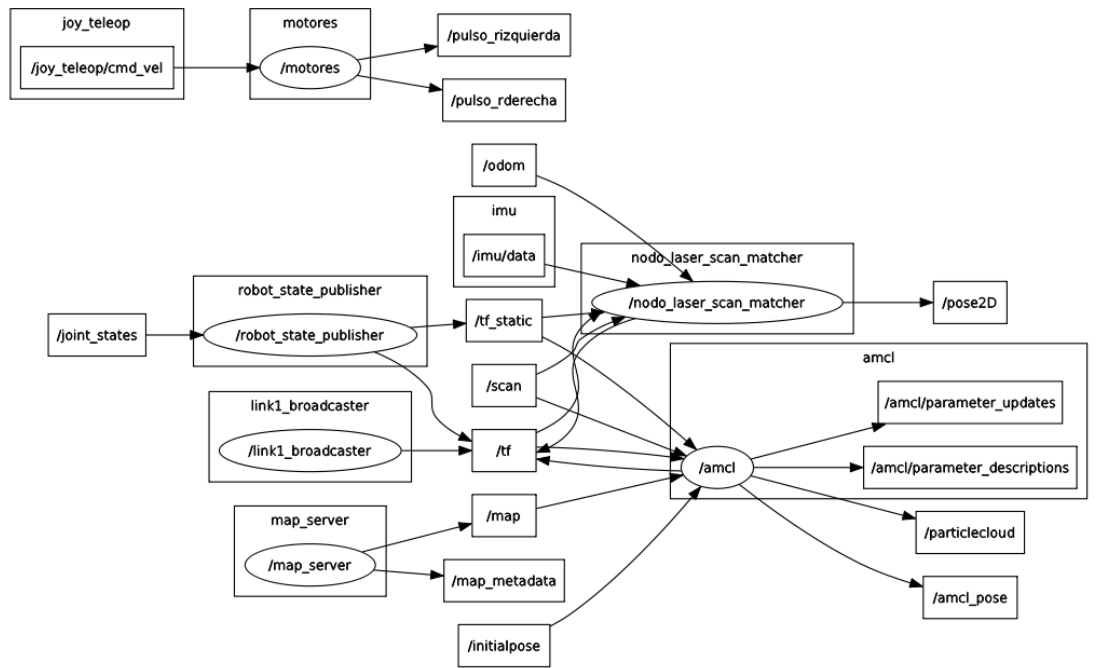 joy_teleop
/joy_teleop/cmd_vel
motores
/motores
/pulso_rizquierda
/pulso_rderecha
/odom
imu
/imu/data
nodo_laser_scan_matcher
/nodo_laser_scan_matcher
/pose2D
robot_state_publisher
/robot_state_publisher
/joint_states
/tf_static
/scan
link1_broadcaster
/link1_broadcaster
/tf
amcl
/amcl/parameter_updates
/amcl
/amcl/parameter_descriptions
map_server
/map_server
/map
/map_metadata
/particlecloud
/amcl_pose
/initialpose